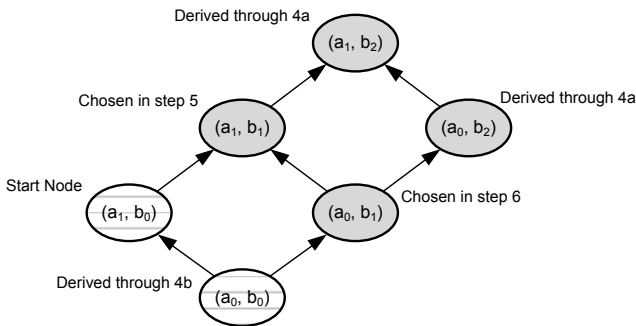 Derived through 4a
(a₁, b₂)
Chosen in step 5
Derived through 4a
(a₁, b₁)
(a₀, b₂)
Start Node
Chosen in step 6
(a₁, b₀)
(a₀, b₁)
Derived through 4b
(a₀, b₀)